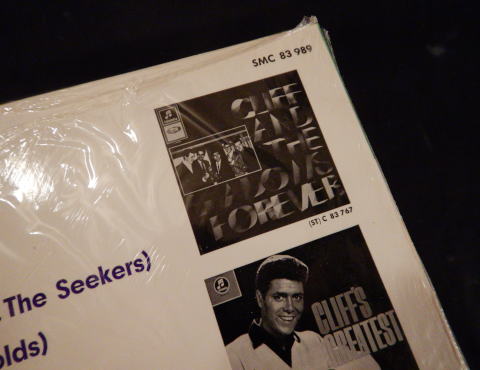 SMC 83 989
CLIFF
AND
THE
SHADOWS
FOREVER
(ST) C 83 767
The Seekers)
olds)
CLIFF'S
GREATEST